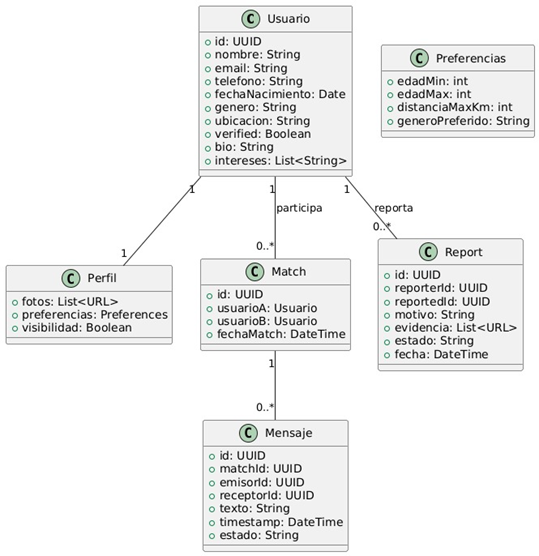 C Usuario
id: UUID
nombre: String
email: String
telefono: String
fechaNacimiento: Date
genero: String
ubicacion: String
verified: Boolean
bio: String
intereses: List<String>
C Preferencias
edadMin: int
edadMax: int
distanciaMaxKm: int
generoPreferido: String
1
1
1
participa
reporta
1
0..*
0..*
C Perfil
fotos: List<URL>
preferencias: Preferences
visibilidad: Boolean
C Match
id: UUID
usuarioA: Usuario
usuarioB: Usuario
fechaMatch: DateTime
C Report
id: UUID
reporterId: UUID
reportedId: UUID
motivo: String
evidencia: List<URL>
estado: String
fecha: DateTime
1
0..*
C Mensaje
id: UUID
matchId: UUID
emisorId: UUID
receptorId: UUID
texto: String
timestamp: DateTime
estado: String